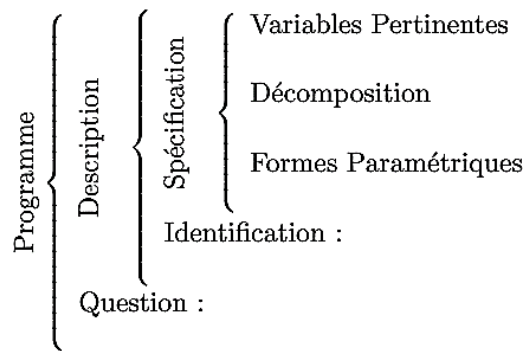 Programme
Description
Spécification
Variables Pertinentes
Décomposition
Formes Paramétriques
Identification :
Question :